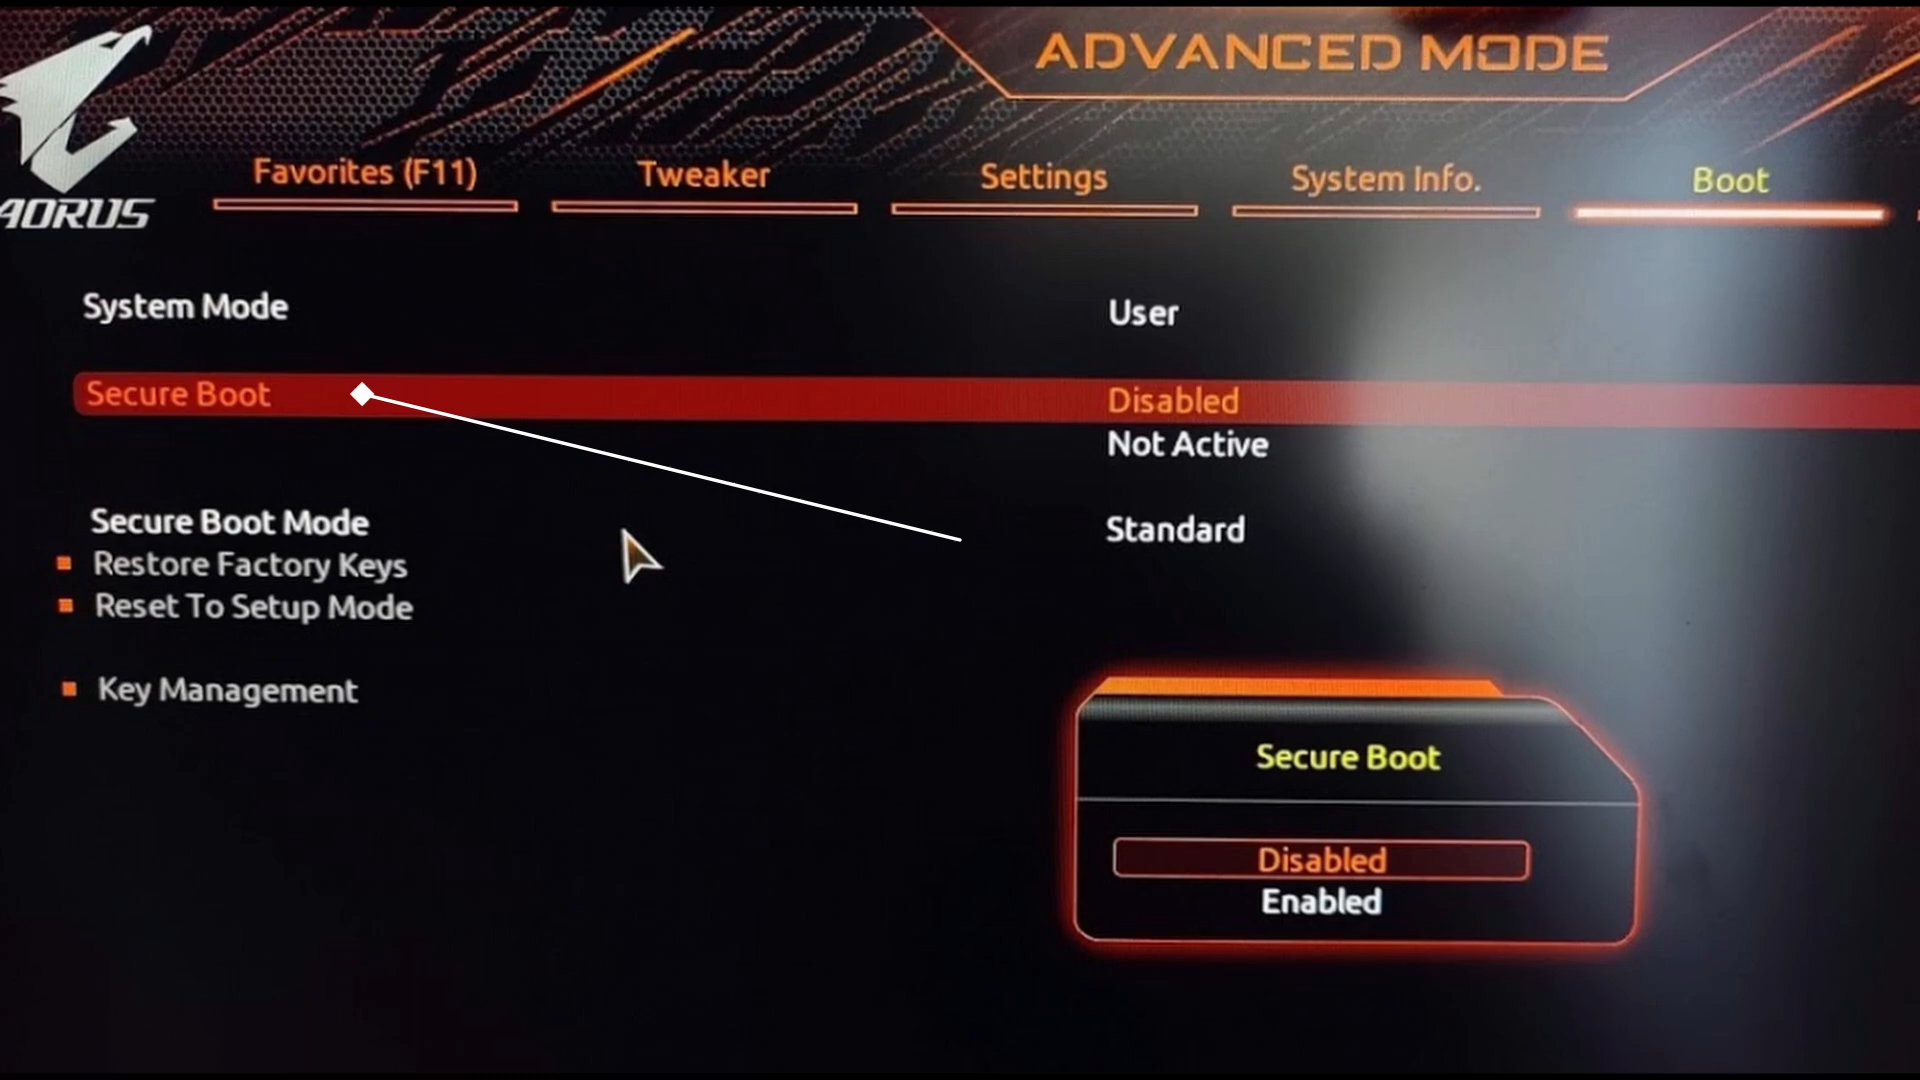 ADVANCED MODE
AORUS
Favorites (F11)
Tweaker
Settings
System Info.
Boot
System Mode
User
Secure Boot
Disabled
Not Active
Secure Boot Mode
Standard
Restore Factory Keys
Reset To Setup Mode
Key Management
Secure Boot
Disabled
Enabled